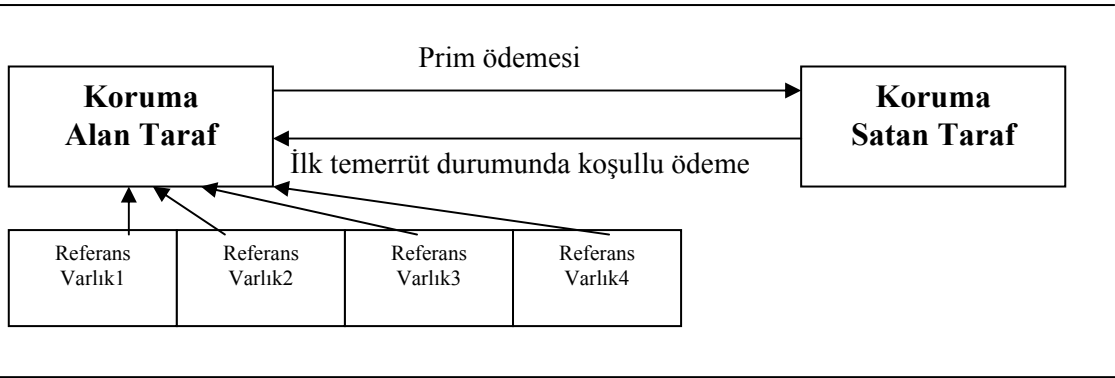 Prim ödemesi
Koruma
Alan Taraf
Koruma
Satan Taraf
İlk temerrüt durumunda koşullu ödeme
Referans
Varlık1
Referans
Varlık2
Referans
Varlık3
Referans
Varlık4